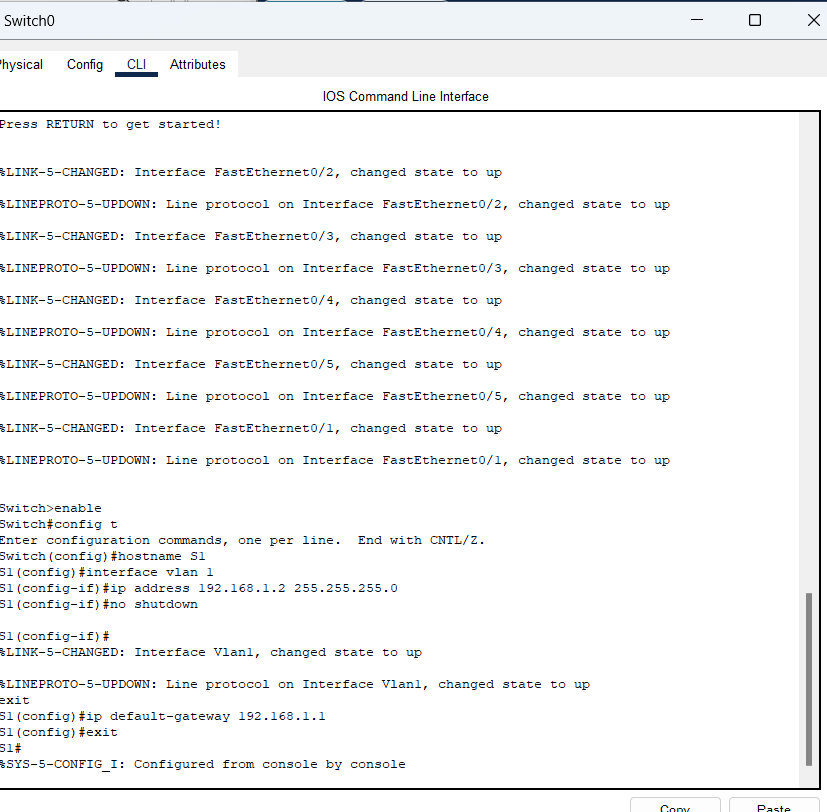 Switch0
Physical Config CLI Attributes
IOS Command Line Interface
Press RETURN to get started!
%LINK-5-CHANGED: Interface FastEthernet0/2, changed state to up
%LINEPROTO-5-UPDOWN: Line protocol on Interface FastEthernet0/2, changed state to up
%LINK-5-CHANGED: Interface FastEthernet0/3, changed state to up
%LINEPROTO-5-UPDOWN: Line protocol on Interface FastEthernet0/3, changed state to up
%LINK-5-CHANGED: Interface FastEthernet0/4, changed state to up
%LINEPROTO-5-UPDOWN: Line protocol on Interface FastEthernet0/4, changed state to up
%LINK-5-CHANGED: Interface FastEthernet0/5, changed state to up
%LINEPROTO-5-UPDOWN: Line protocol on Interface FastEthernet0/5, changed state to up
%LINK-5-CHANGED: Interface FastEthernet0/1, changed state to up
%LINEPROTO-5-UPDOWN: Line protocol on Interface FastEthernet0/1, changed state to up
Switch>enable
Switch#config t
Enter configuration commands, one per line.  End with CNTL/Z.
Switch(config)#hostname S1
S1(config)#interface vlan 1
S1(config-if)#ip address 192.168.1.2 255.255.255.0
S1(config-if)#no shutdown
S1(config-if)#
%LINK-5-CHANGED: Interface Vlan1, changed state to up
%LINEPROTO-5-UPDOWN: Line protocol on Interface Vlan1, changed state to up
exit
S1(config)#ip default-gateway 192.168.1.1
S1(config)#exit
S1#
%SYS-5-CONFIG_I: Configured from console by console
Copy Paste